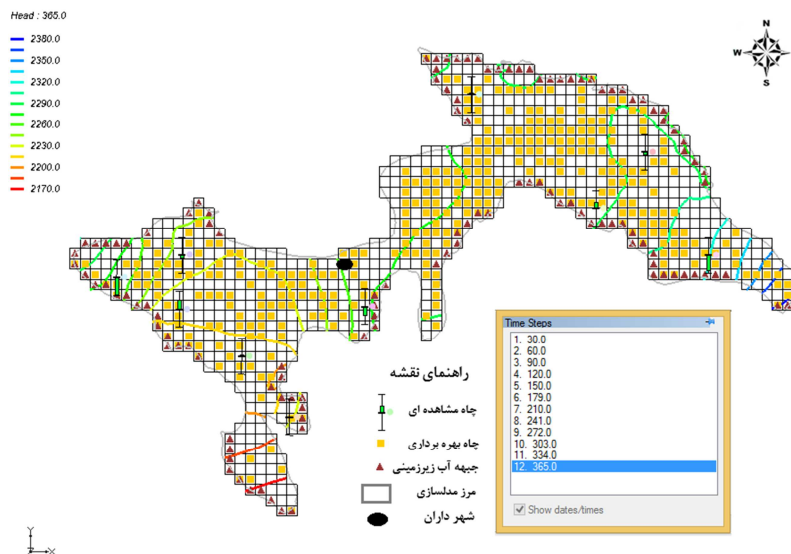 Head : 365.0
2380.0
2350.0
2320.0
2290.0
2260.0
2230.0
2200.0
2170.0
N
W
E
S
راهنمای نقشه
چاه مشاهده ای
چاه بهره برداری
جبهه آب زیرزمینی
مرز مدلسازی
شهر داران
Time Steps
1. 30.0
2. 60.0
3. 90.0
4. 120.0
5. 150.0
6. 179.0
7. 210.0
8. 241.0
9. 272.0
10. 303.0
11. 334.0
12. 365.0
Show dates/times
Y
X